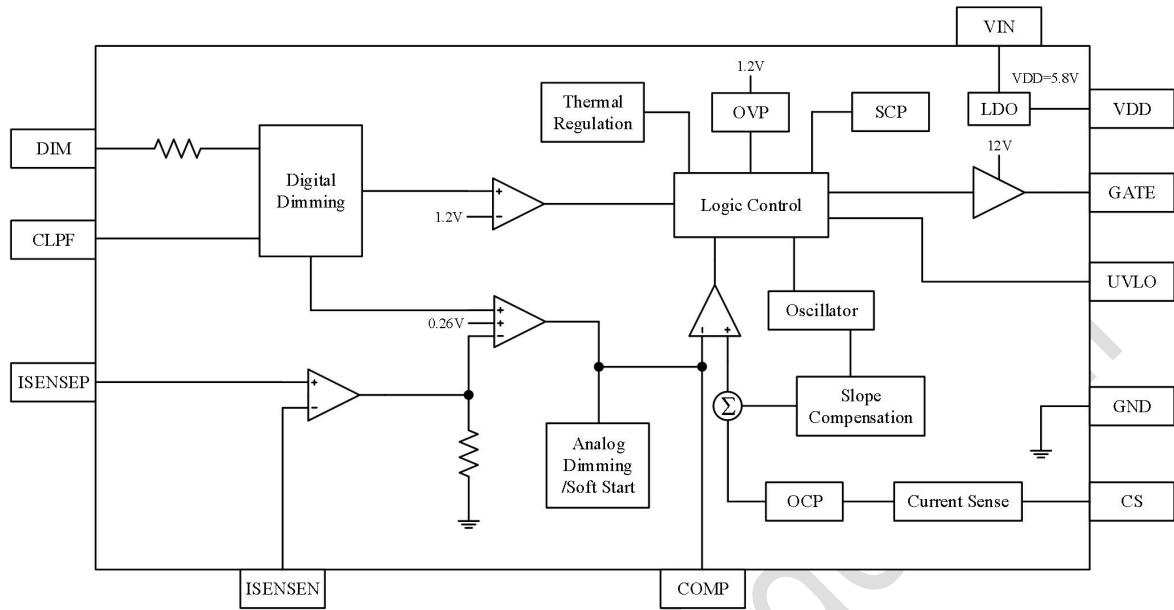 VIN
1.2V
VDD=5.8V
Thermal
Regulation
OVP
SCP
LDO
VDD
DIM
Digital
Dimming
12V
+
−
1.2V
Logic Control
GATE
CLPF
UVLO
0.26V
+
+
−
Oscillator
−
+
ISENSEP
+
−
Σ
Slope
Compensation
GND
Analog
Dimming
/Soft Start
OCP
Current Sense
CS
ISENSEN
COMP